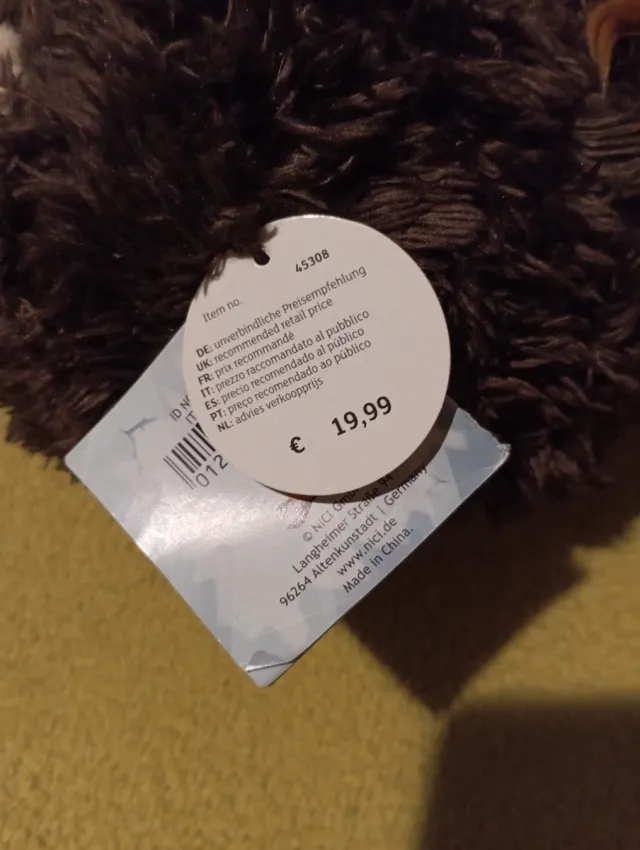 Item no. 45308
DE: unverbindliche Preisempfehlung
UK: recommended retail price
FR: prix recommandé
IT: prezzo raccomandato al pubblico
ES: precio recomendado al público
PT: preço recomendado ao público
NL: advies verkoopprijs
€ 19,99
ID
012
© NICI
Langheimer Straße 94
96264 Altenkunstadt | Germany
www.nici.de
Made in China.